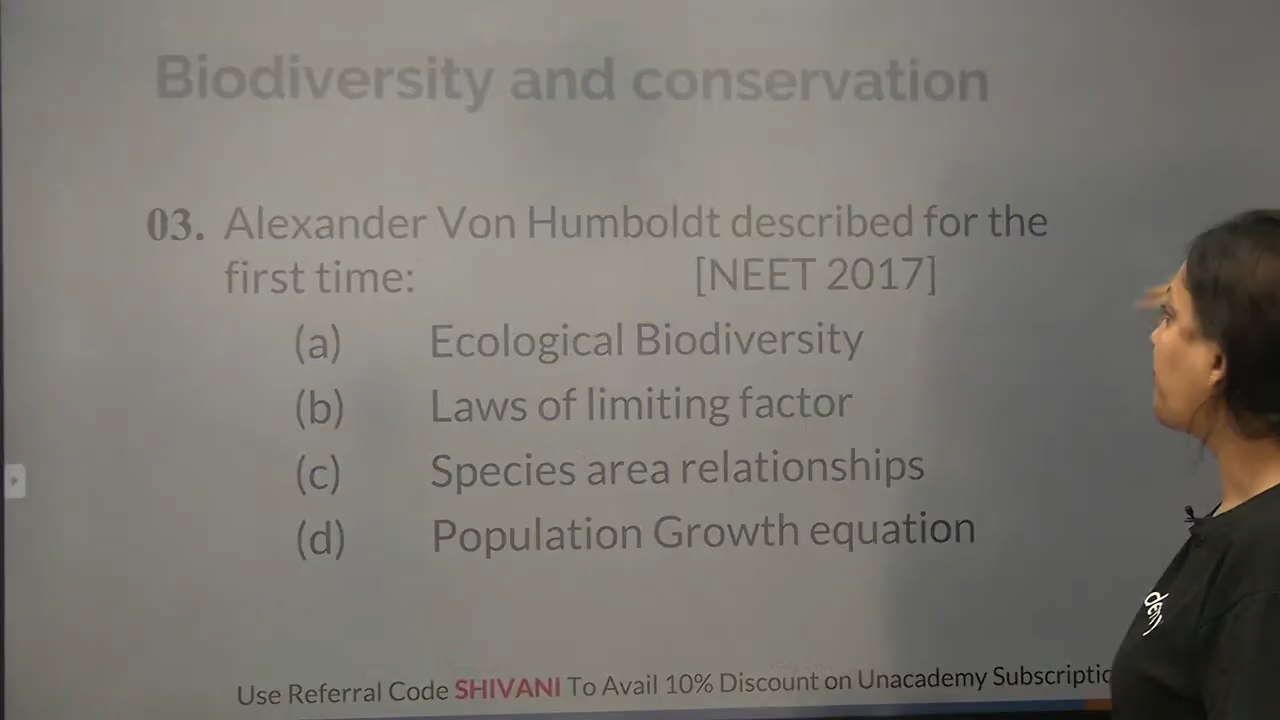 Biodiversity and conservation
03. Alexander Von Humboldt described for the
first time: [NEET 2017]
(a) Ecological Biodiversity
(b) Laws of limiting factor
(c) Species area relationships
(d) Population Growth equation
Use Referral Code SHIVANI To Avail 10% Discount on Unacademy